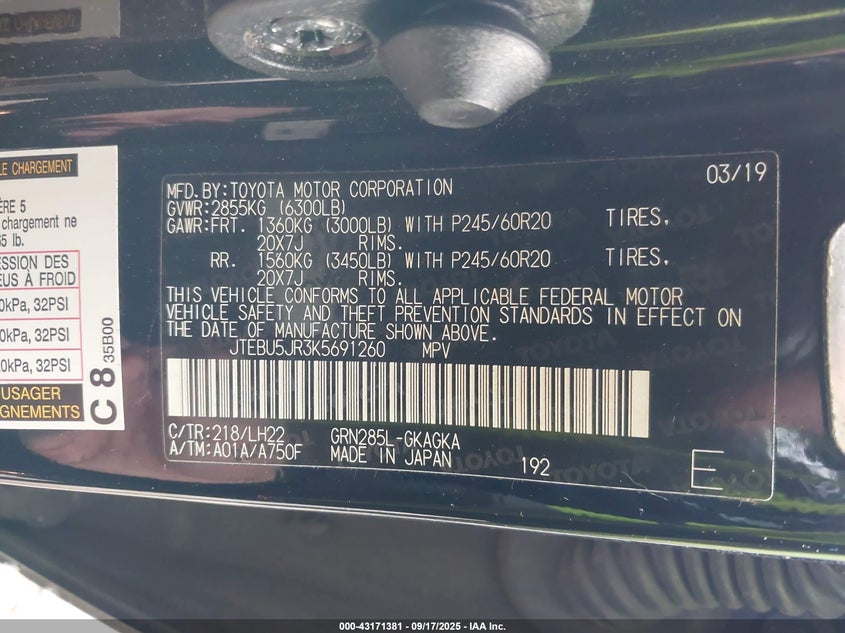 LE CHARGEMENT
ÈRE 5
chargement ne
65 lb.
ESSION DES
EUS À FROID
0kPa, 32PSI
0kPa, 32PSI
0kPa, 32PSI
USAGER
GNEMENTS
C8 35B00
MFD.BY:TOYOTA MOTOR CORPORATION 03/19
GVWR:2855KG (6300LB)
GAWR:FRT. 1360KG (3000LB) WITH P245/60R20 TIRES,
20X7J RIMS.
RR. 1560KG (3450LB) WITH P245/60R20 TIRES,
20X7J RIMS.
THIS VEHICLE CONFORMS TO ALL APPLICABLE FEDERAL MOTOR
VEHICLE SAFETY AND THEFT PREVENTION STANDARDS IN EFFECT ON
THE DATE OF MANUFACTURE SHOWN ABOVE.
JTEBU5JR3K5691260 MPV
C/TR:218/LH22 GRN285L-GKAGKA
A/TM:A01A/A750F MADE IN JAPAN 192
E
000-43171381 - 09/17/2025 - IAA Inc.